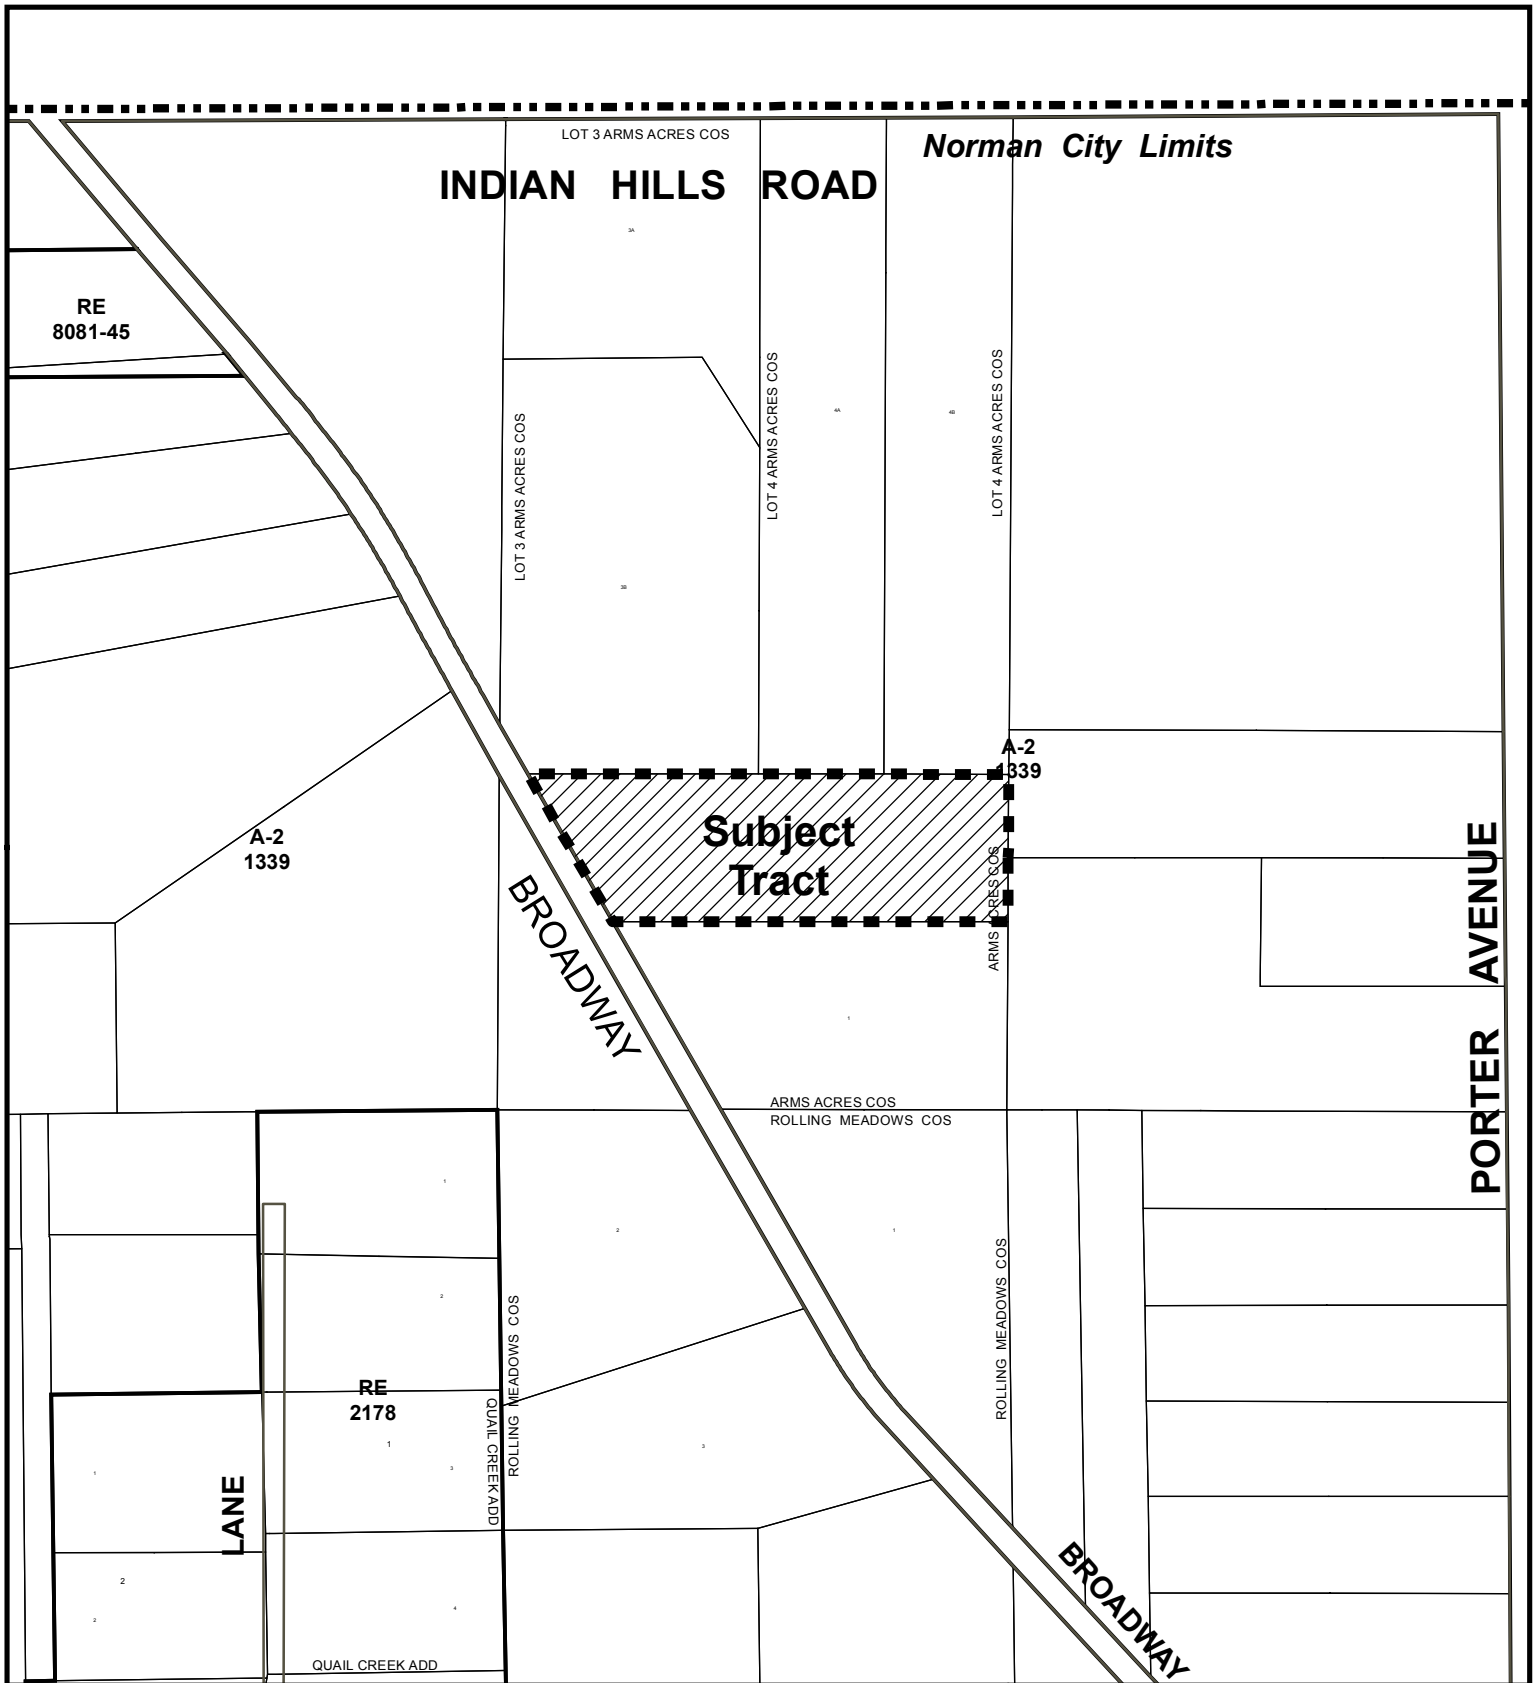 LOT 3 ARMS ACRES COS
Norman City Limits
INDIAN HILLS ROAD
3A
RE
8081-45
LOT 3 ARMS ACRES COS
LOT 4 ARMS ACRES COS
4A
4B
LOT 4 ARMS ACRES COS
3B
A-2
1339
Subject
Tract
A-2
1339
BROADWAY
ARMS ACRES COS
PORTER AVENUE
1
ARMS ACRES COS
ROLLING MEADOWS COS
1
2
1
2
ROLLING MEADOWS COS
ROLLING MEADOWS COS
RE
2178
QUAIL CREEK ADD
1
3
3
1
LANE
2
2
4
BROADWAY
QUAIL CREEK ADD